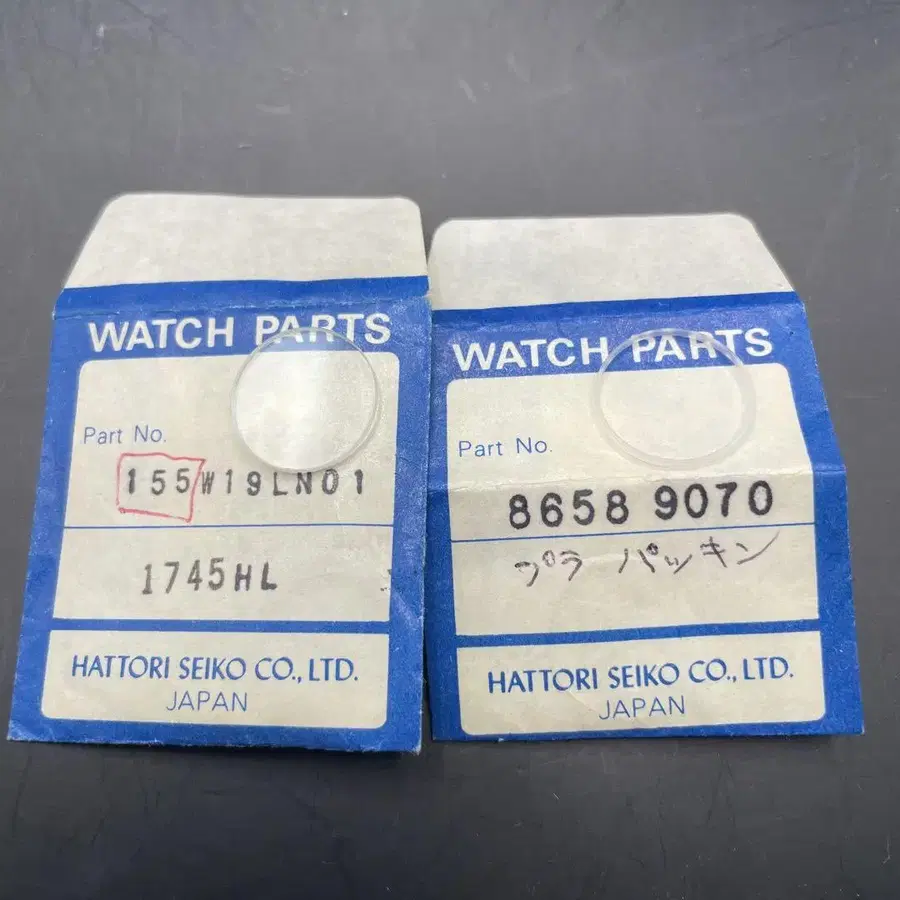 WATCH PARTS
Part No.
155W19LN01
1745HL
HATTORI SEIKO CO., LTD.
JAPAN
WATCH PARTS
Part No.
8658 9070
プラ パッキン
HATTORI SEIKO CO., LTD.
JAPAN